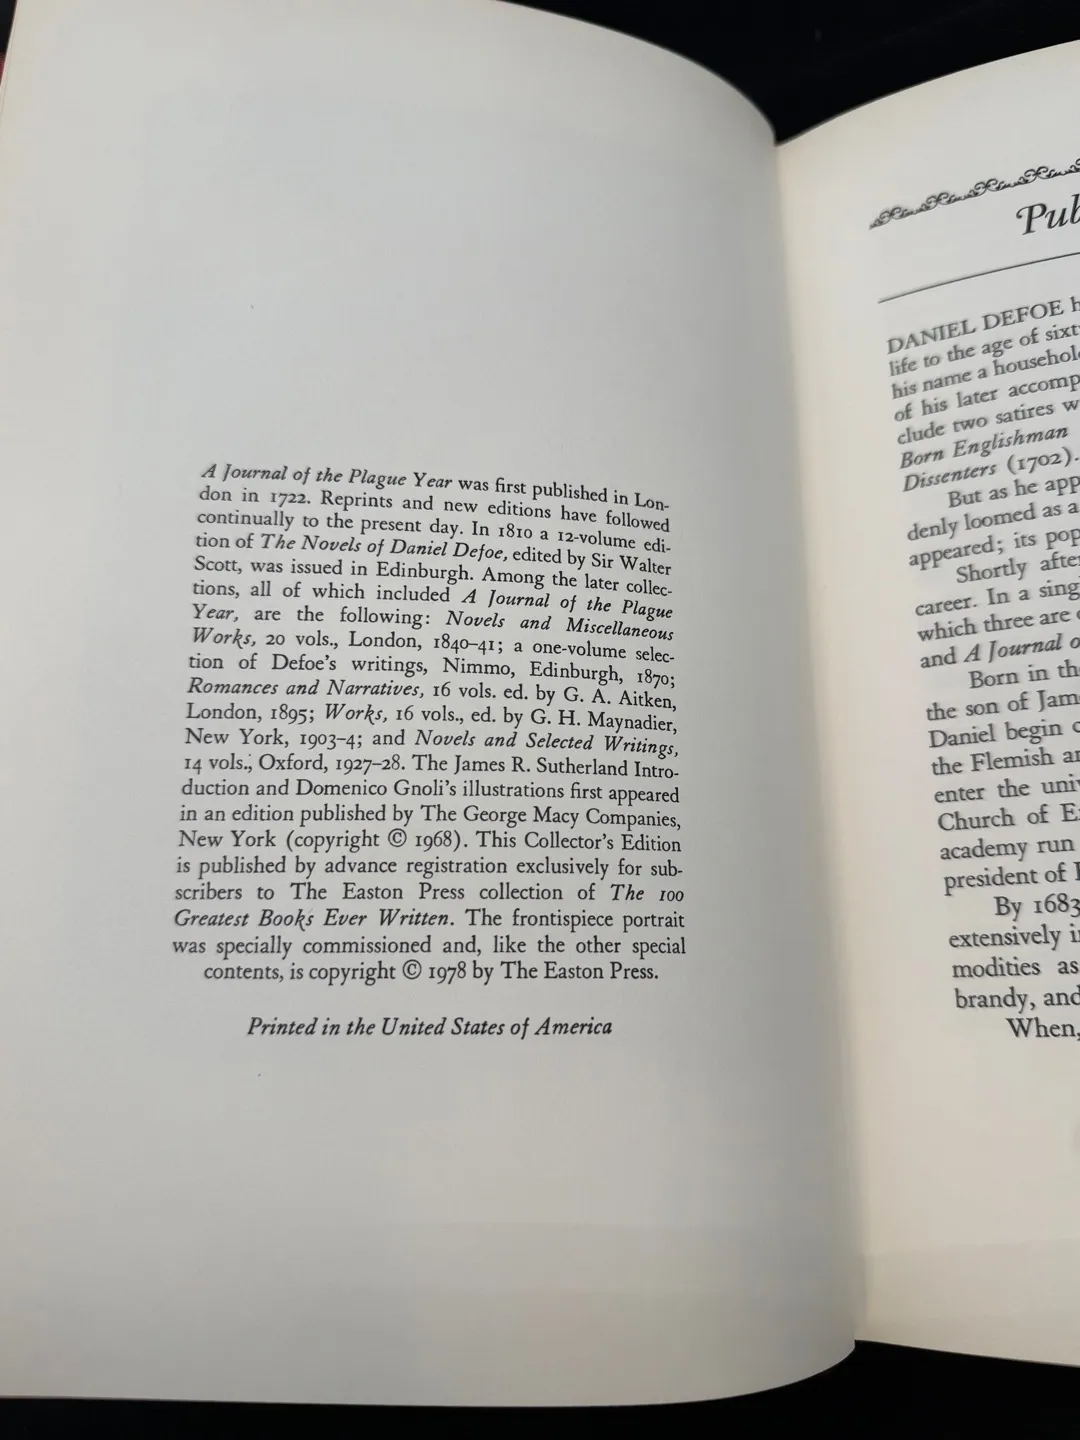 A Journal of the Plague Year was first published in Lon-
don in 1722. Reprints and new editions have followed
continually to the present day. In 1810 a 12-volume edi-
tion of The Novels of Daniel Defoe, edited by Sir Walter
Scott, was issued in Edinburgh. Among the later collec-
tions, all of which included A Journal of the Plague
Year, are the following: Novels and Miscellaneous
Works, 20 vols., London, 1840–41; a one-volume selec-
tion of Defoe's writings, Nimmo, Edinburgh, 1870;
Romances and Narratives, 16 vols. ed. by G. A. Aitken,
London, 1895; Works, 16 vols., ed. by G. H. Maynadier,
New York, 1903–4; and Novels and Selected Writings,
14 vols., Oxford, 1927–28. The James R. Sutherland Intro-
duction and Domenico Gnoli's illustrations first appeared
in an edition published by The George Macy Companies,
New York (copyright © 1968). This Collector's Edition
is published by advance registration exclusively for sub-
scribers to The Easton Press collection of The 100
Greatest Books Ever Written. The frontispiece portrait
was specially commissioned and, like the other special
contents, is copyright © 1978 by The Easton Press.
Printed in the United States of America
Pub
DANIEL DEFOE h
life to the age of sixt
his name a household
of his later accomp
clude two satires w
Born Englishman
Dissenters (1702).
But as he app
denly loomed as a
appeared; its pop
Shortly after
career. In a sing
which three are
and A Journal o
Born in th
the son of Jam
Daniel begin
the Flemish an
enter the univ
Church of E
academy run
president of
By 1683
extensively i
modities as
brandy, and
When,